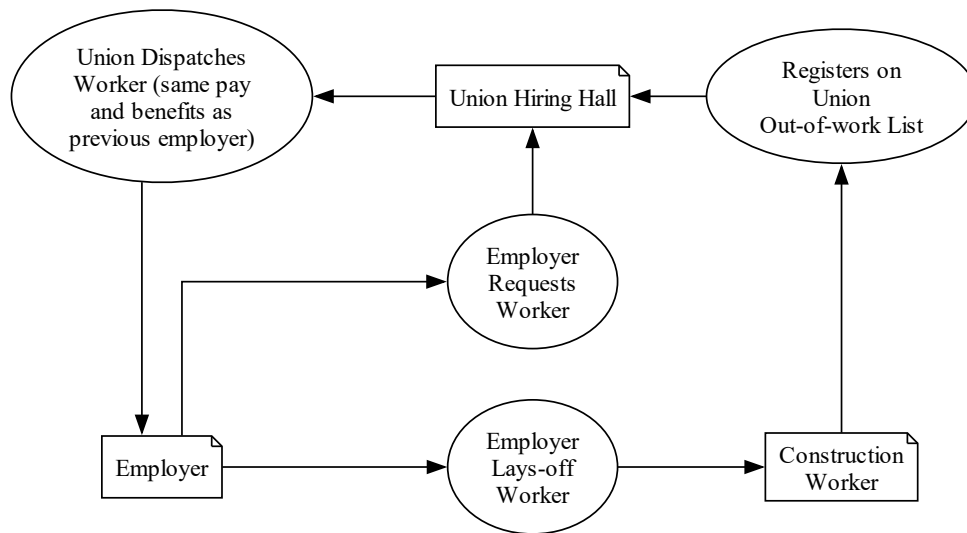 Union Dispatches
Worker (same pay
and benefits as
previous employer)
Union Hiring Hall
Registers on
Union
Out-of-work List
Employer
Requests
Worker
Employer
Employer
Lays-off
Worker
Construction
Worker